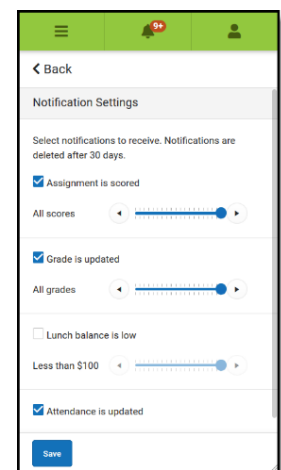 9+
Back
Notification Settings
Select notifications to receive. Notifications are
deleted after 30 days.
Assignment is scored
All scores
Grade is updated
All grades
Lunch balance is low
Less than $100
Attendance is updated
Save